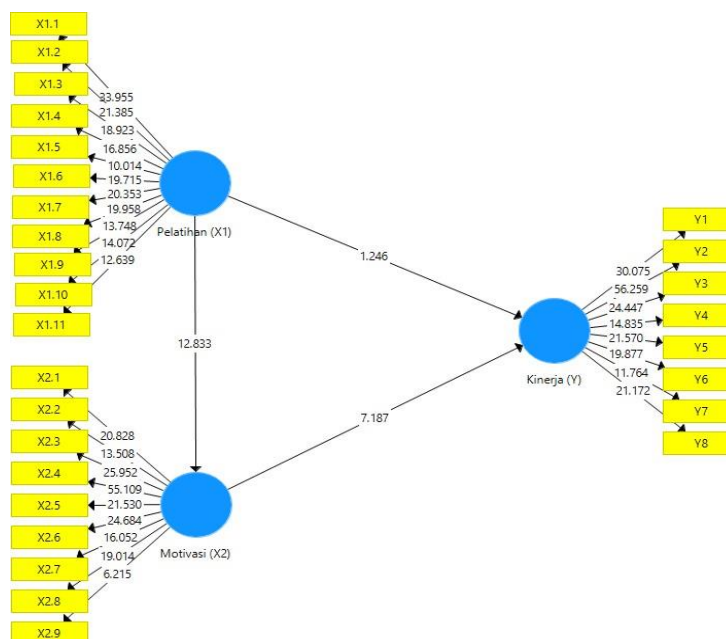 X1.1
X1.2
X1.3
X1.4
X1.5
X1.6
X1.7
X1.8
X1.9
X1.10
X1.11
33.955
21.385
18.923
16.856
10.014
19.715
20.353
19.958
13.748
14.072
12.639
Pelatihan (X1)
1.246
12.833
7.187
X2.1
X2.2
X2.3
X2.4
X2.5
X2.6
X2.7
X2.8
X2.9
20.828
13.508
25.952
55.109
21.530
24.684
16.052
19.014
6.215
Motivasi (X2)
Kinerja (Y)
30.075
56.259
24.447
14.835
21.570
19.877
11.764
21.172
Y1
Y2
Y3
Y4
Y5
Y6
Y7
Y8